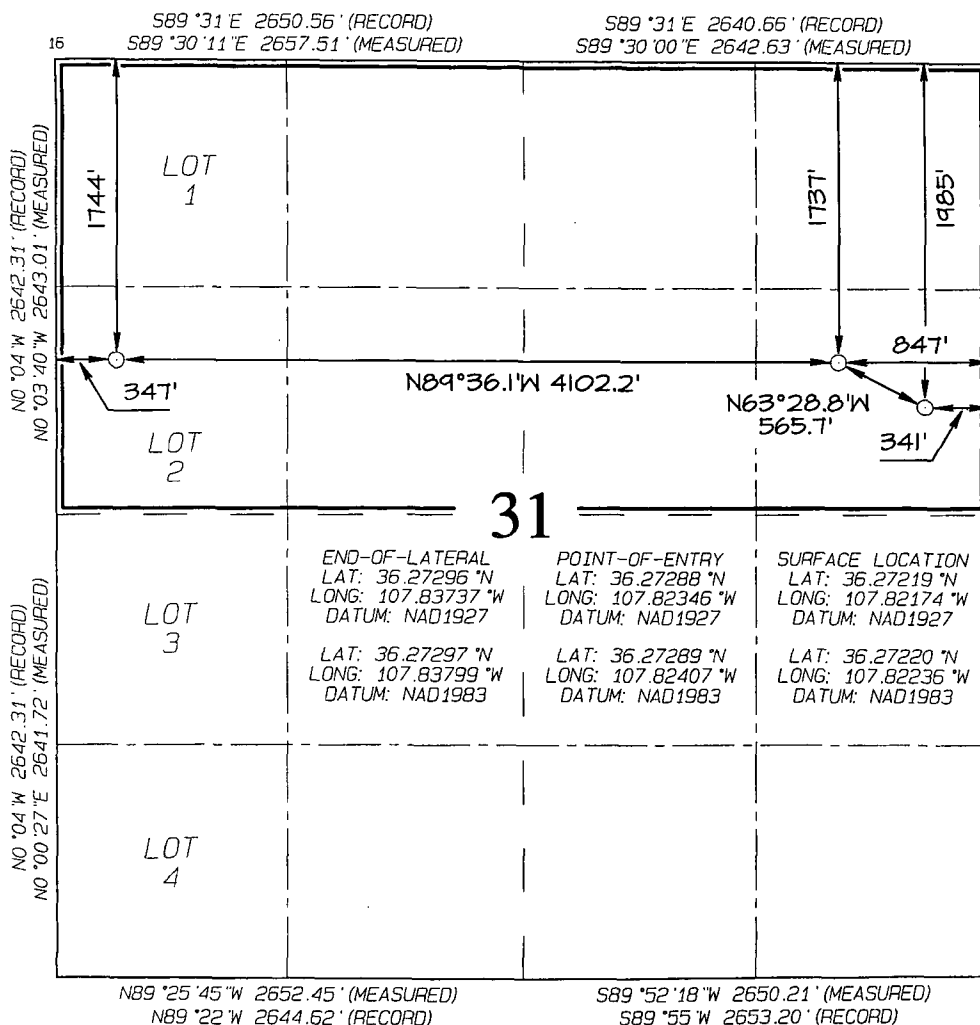 S89°31'E 2650.56' (RECORD)
S89°30'11"E 2657.51' (MEASURED)
S89°31'E 2640.66' (RECORD)
S89°30'00"E 2642.63' (MEASURED)
16
N0°04'W 2642.31' (RECORD)
N0°03'40"W 2643.01' (MEASURED)
1744'
LOT
1
1737'
1985'
847'
347'
N89°36.1'W 4102.2'
N63°28.8'W
565.7'
341'
LOT
2
31
END-OF-LATERAL
LAT: 36.27296°N
LONG: 107.83737°W
DATUM: NAD1927
LAT: 36.27297°N
LONG: 107.83799°W
DATUM: NAD1983
POINT-OF-ENTRY
LAT: 36.27288°N
LONG: 107.82346°W
DATUM: NAD1927
LAT: 36.27289°N
LONG: 107.82407°W
DATUM: NAD1983
SURFACE LOCATION
LAT: 36.27219°N
LONG: 107.82174°W
DATUM: NAD1927
LAT: 36.27220°N
LONG: 107.82236°W
DATUM: NAD1983
N0°04'W 2642.31' (RECORD)
N0°00'27"E 2641.72' (MEASURED)
LOT
3
LOT
4
N89°25'45"W 2652.45' (MEASURED)
N89°22'W 2644.62' (RECORD)
S89°52'18"W 2650.21' (MEASURED)
S89°55'W 2653.20' (RECORD)